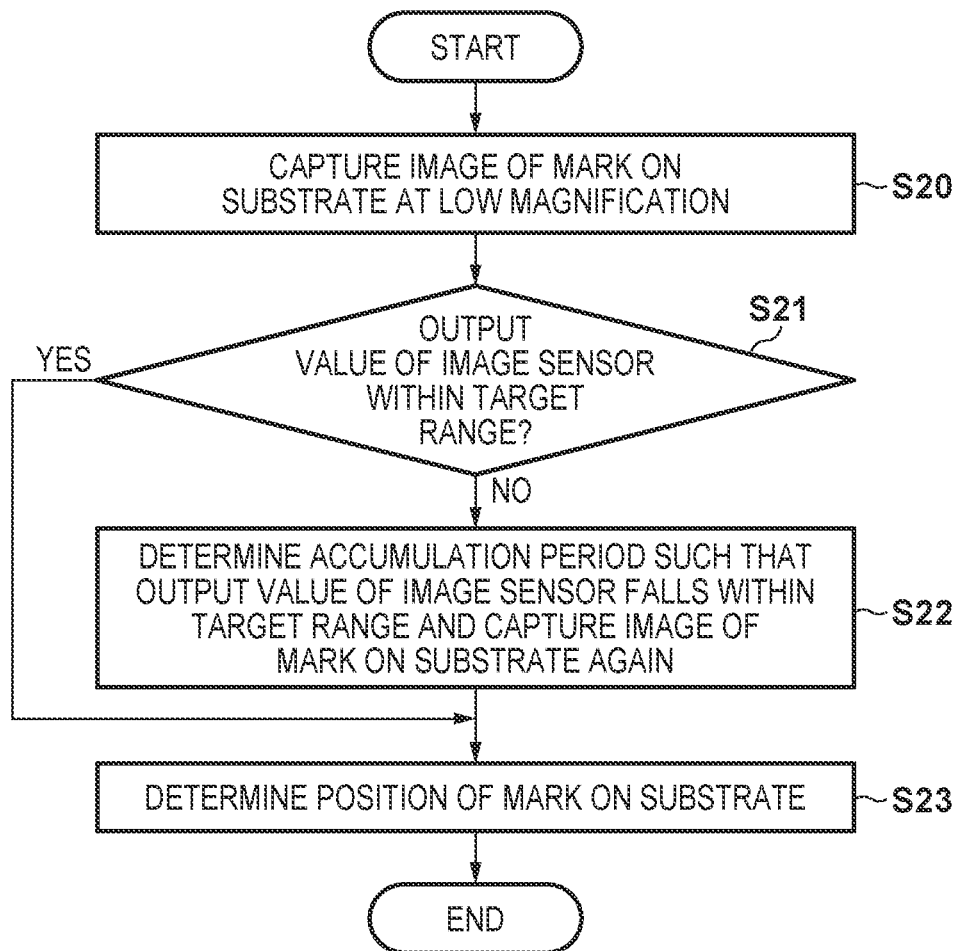 START
CAPTURE IMAGE OF MARK ON
SUBSTRATE AT LOW MAGNIFICATION
S20
S21
OUTPUT
VALUE OF IMAGE SENSOR
WITHIN TARGET
RANGE?
YES
NO
DETERMINE ACCUMULATION PERIOD SUCH THAT
OUTPUT VALUE OF IMAGE SENSOR FALLS WITHIN
TARGET RANGE AND CAPTURE IMAGE OF
MARK ON SUBSTRATE AGAIN
S22
DETERMINE POSITION OF MARK ON SUBSTRATE
S23
END